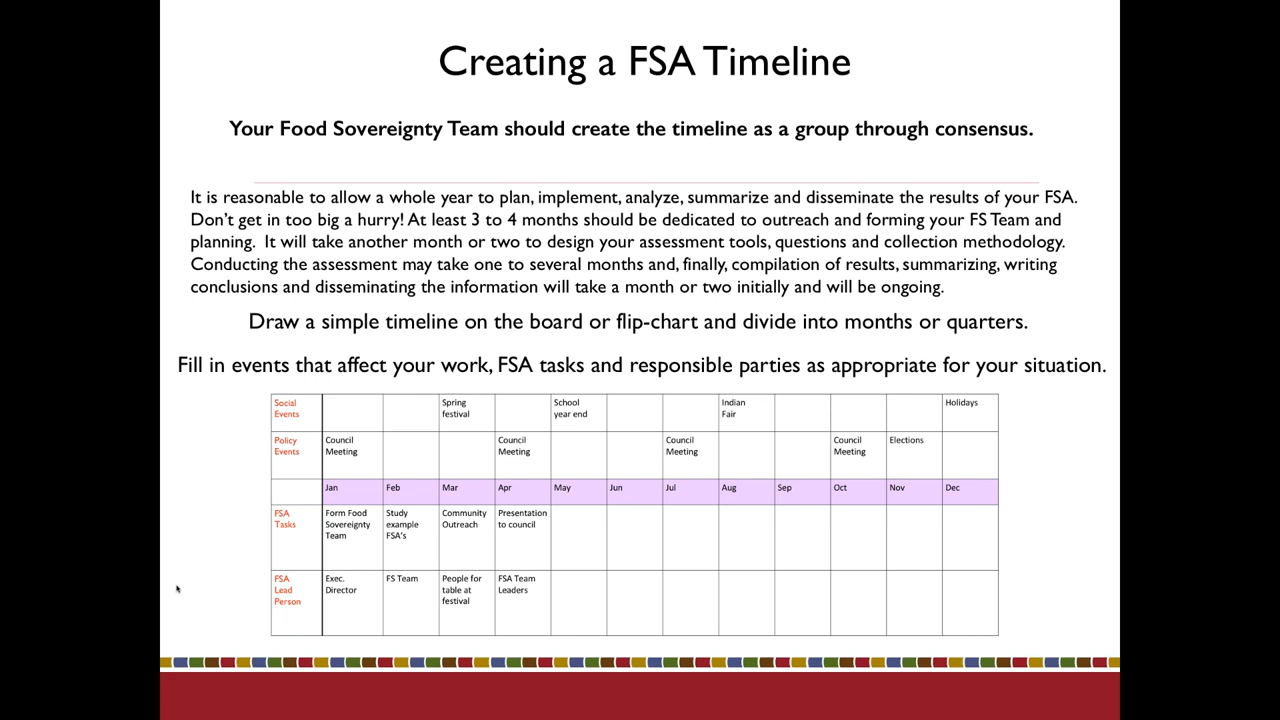 Creating a FSA Timeline
Your Food Sovereignty Team should create the timeline as a group through consensus.
It is reasonable to allow a whole year to plan, implement, analyze, summarize and disseminate the results of your FSA.
Don't get in too big a hurry! At least 3 to 4 months should be dedicated to outreach and forming your FS Team and
planning.  It will take another month or two to design your assessment tools, questions and collection methodology.
Conducting the assessment may take one to several months and, finally, compilation of results, summarizing, writing
conclusions and disseminating the information will take a month or two initially and will be ongoing.
Draw a simple timeline on the board or flip-chart and divide into months or quarters.
Fill in events that affect your work, FSA tasks and responsible parties as appropriate for your situation.
Social Spring School Indian Holidays
Events festival year end Fair
Policy Council Council Council Council Elections
Events Meeting Meeting Meeting Meeting
Jan Feb Mar Apr May Jun Jul Aug Sep Oct Nov Dec
FSA Form Food Study Community Presentation
Tasks Sovereignty example Outreach to council
Team FSA's
FSA Exec. FS Team People for FSA Team
Lead Director table at Leaders
Person festival